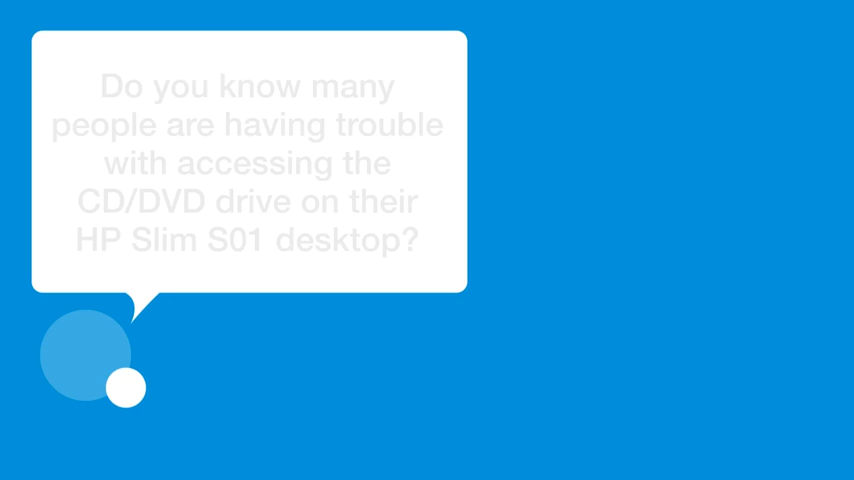 Do you know many
people are having trouble
with accessing the
CD/DVD drive on their
HP Slim S01 desktop?